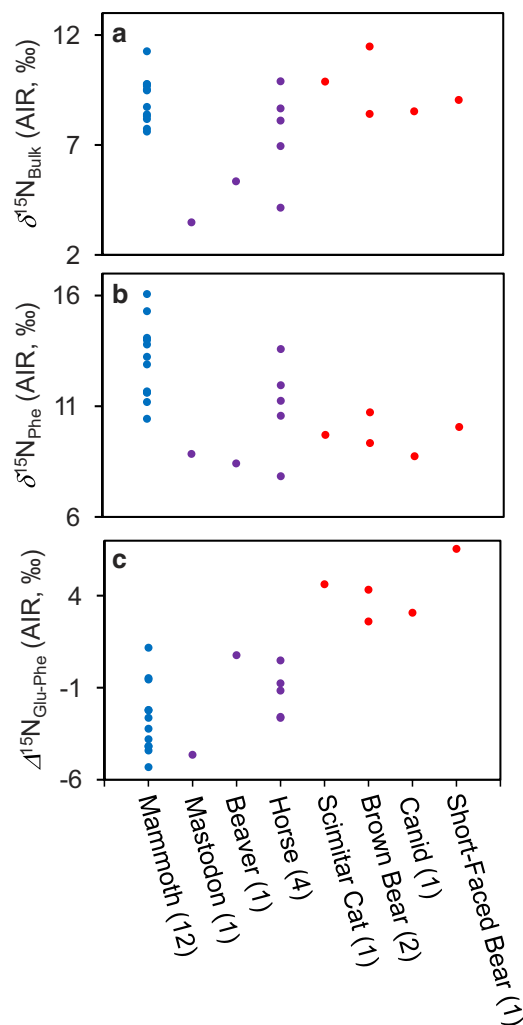 a
12
7
2
δ15NBulk (AIR, ‰)
b
16
11
6
δ15NPhe (AIR, ‰)
c
4
-1
-6
Δ15NGlu-Phe (AIR, ‰)
Mammoth (12)
Mastodon (1)
Beaver (1)
Horse (4)
Scimitar Cat (1)
Brown Bear (2)
Canid (1)
Short-Faced Bear (1)